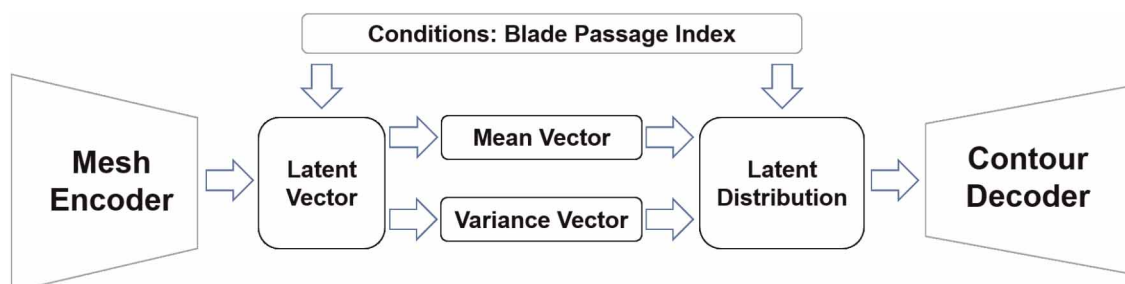 Conditions: Blade Passage Index
Mesh
Encoder
Latent
Vector
Mean Vector
Variance Vector
Latent
Distribution
Contour
Decoder